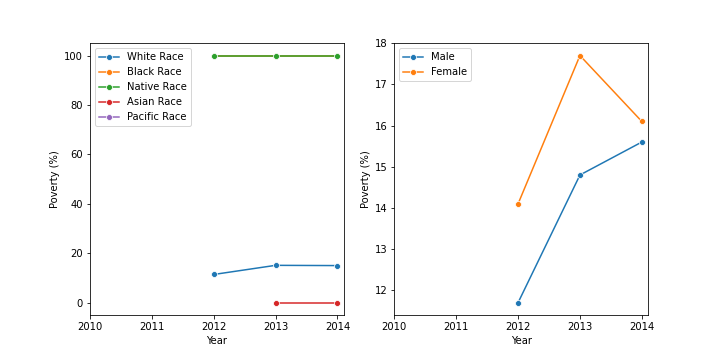 100
80
60
40
20
0
Poverty (%)
White Race
Black Race
Native Race
Asian Race
Pacific Race
2010 2011 2012 2013 2014
Year
18
17
16
15
14
13
12
Poverty (%)
Male
Female
2010 2011 2012 2013 2014
Year